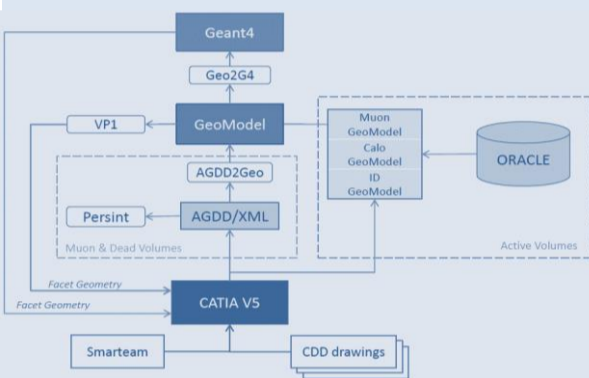 Geant4
Geo2G4
VP1
GeoModel
Muon
GeoModel
Calo
GeoModel
ID
GeoModel
ORACLE
AGDD2Geo
Persint
AGDD/XML
Muon & Dead Volumes
Active Volumes
Facet Geometry
Facet Geometry
CATIA V5
Smarteam
CDD drawings